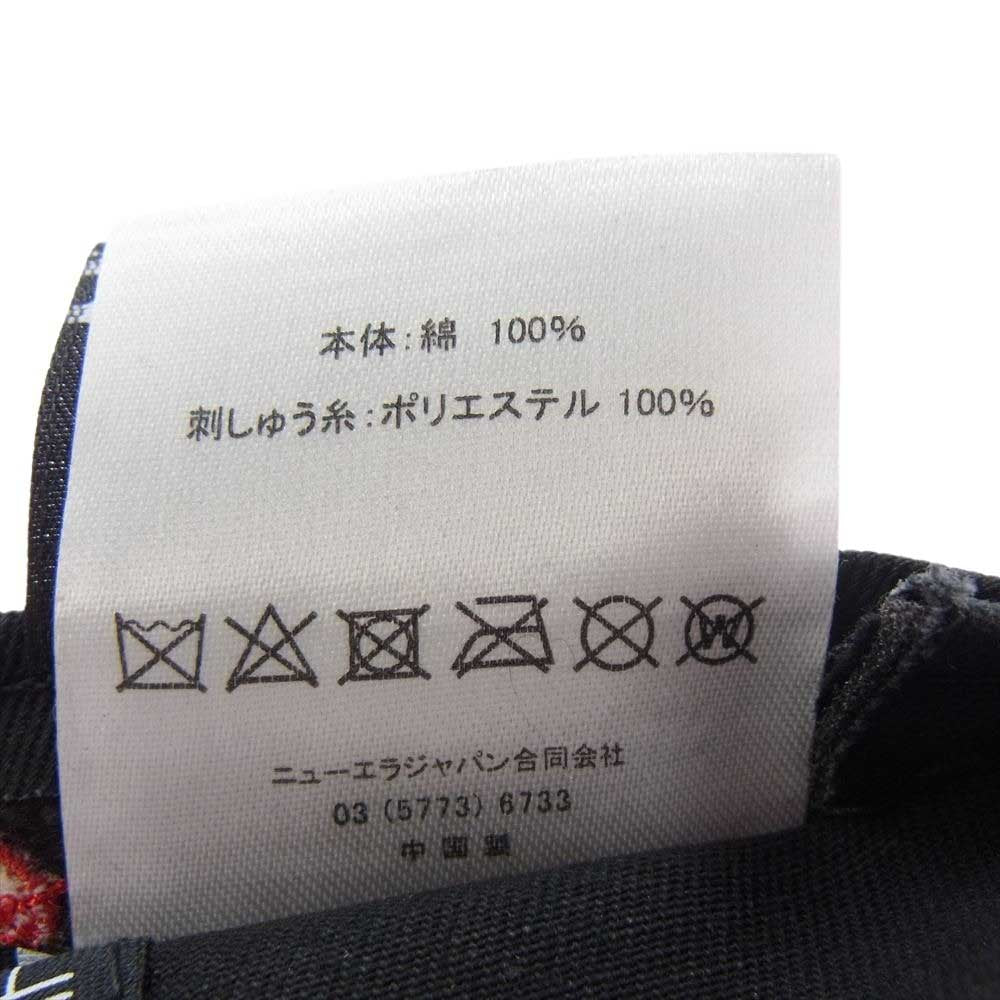 本体:綿 100%
刺しゅう糸:ポリエステル 100%
W
ニューエラジャパン合同会社
03 (5773) 6733
中国製